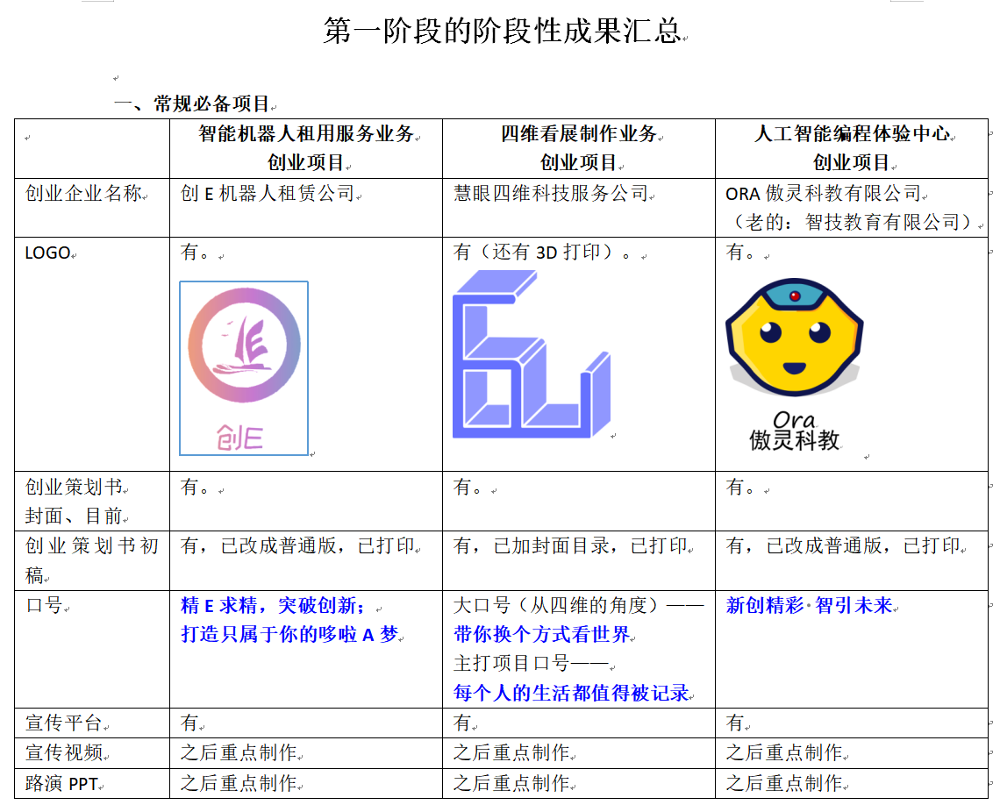 第一阶段的阶段性成果汇总
一、常规必备项目
智能机器人租用服务业务
创业项目
四维看展制作业务
创业项目
人工智能编程体验中心
创业项目
创业企业名称
创 E 机器人租赁公司
慧眼四维科技服务公司
ORA 傲灵科教有限公司
（老的：智技教育有限公司）
LOGO
有。
创E
有（还有 3D 打印）。
有。
Ora
傲灵科教
创业策划书
封面、目前
有。
有。
有。
创业策划书初
稿
有，已改成普通版，已打印
有，已加封面目录，已打印
有，已改成普通版，已打印
口号
精 E 求精，突破创新；
打造只属于你的哆啦 A 梦
大口号（从四维的角度）——
带你换个方式看世界
主打项目口号——
每个人的生活都值得被记录
新创精彩·智引未来
宣传平台
有
有
有
宣传视频
之后重点制作
之后重点制作
之后重点制作
路演 PPT
之后重点制作
之后重点制作
之后重点制作